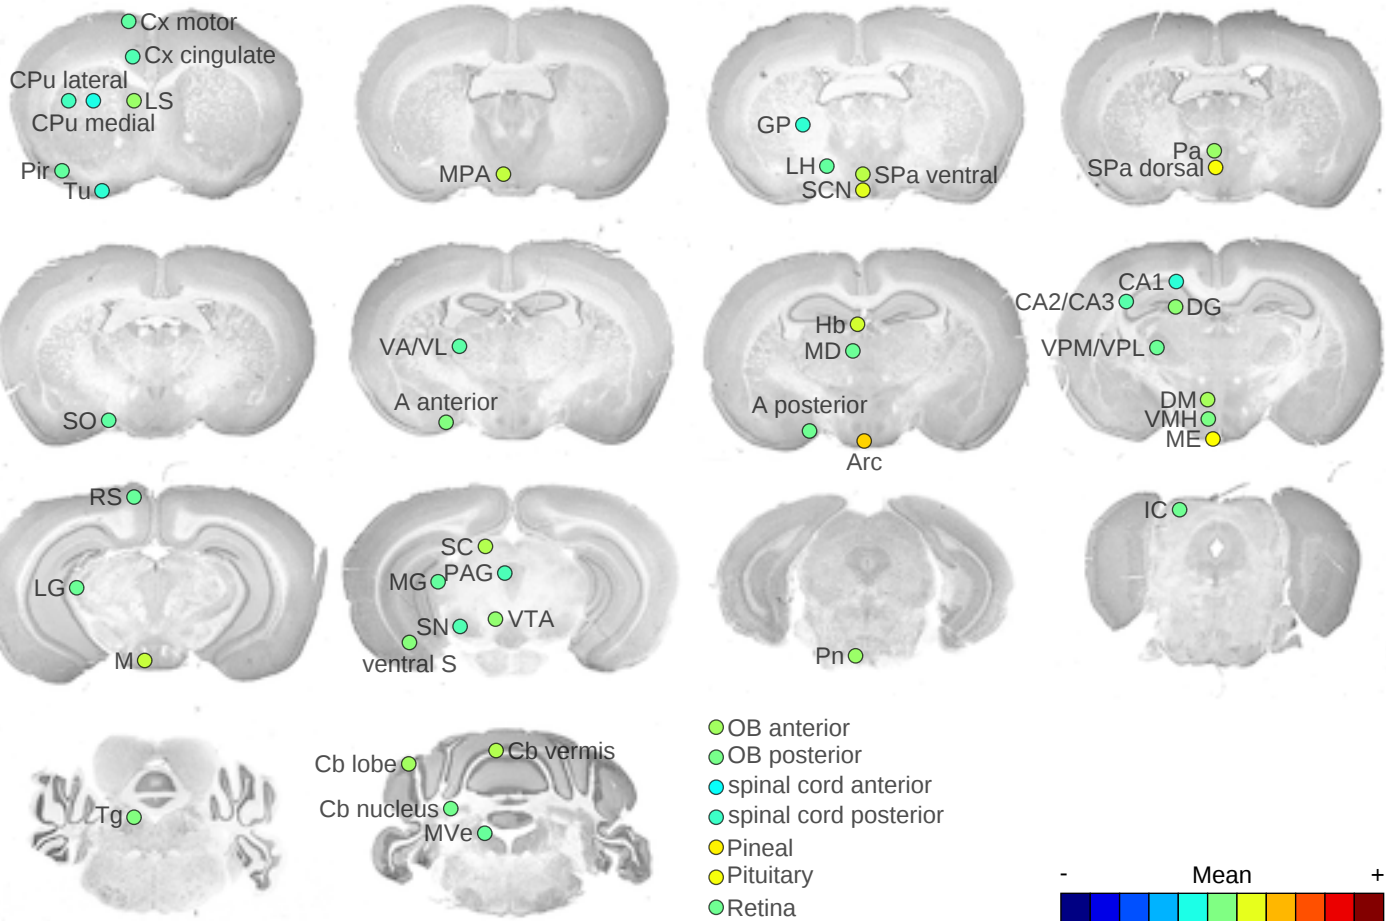 Cx motor
Cx cingulate
CPu lateral
LS
CPu medial
Pir
Tu
MPA
GP
LH
SPa ventral
SCN
Pa
SPa dorsal
SO
VA/VL
A anterior
Hb
MD
A posterior
Arc
CA1
CA2/CA3
DG
VPM/VPL
DM
VMH
ME
RS
LG
M
SC
MG
PAG
SN
VTA
ventral S
Pn
IC
Tg
Cb lobe
Cb vermis
Cb nucleus
MVe
OB anterior
OB posterior
spinal cord anterior
spinal cord posterior
Pineal
Pituitary
Retina
- Mean +